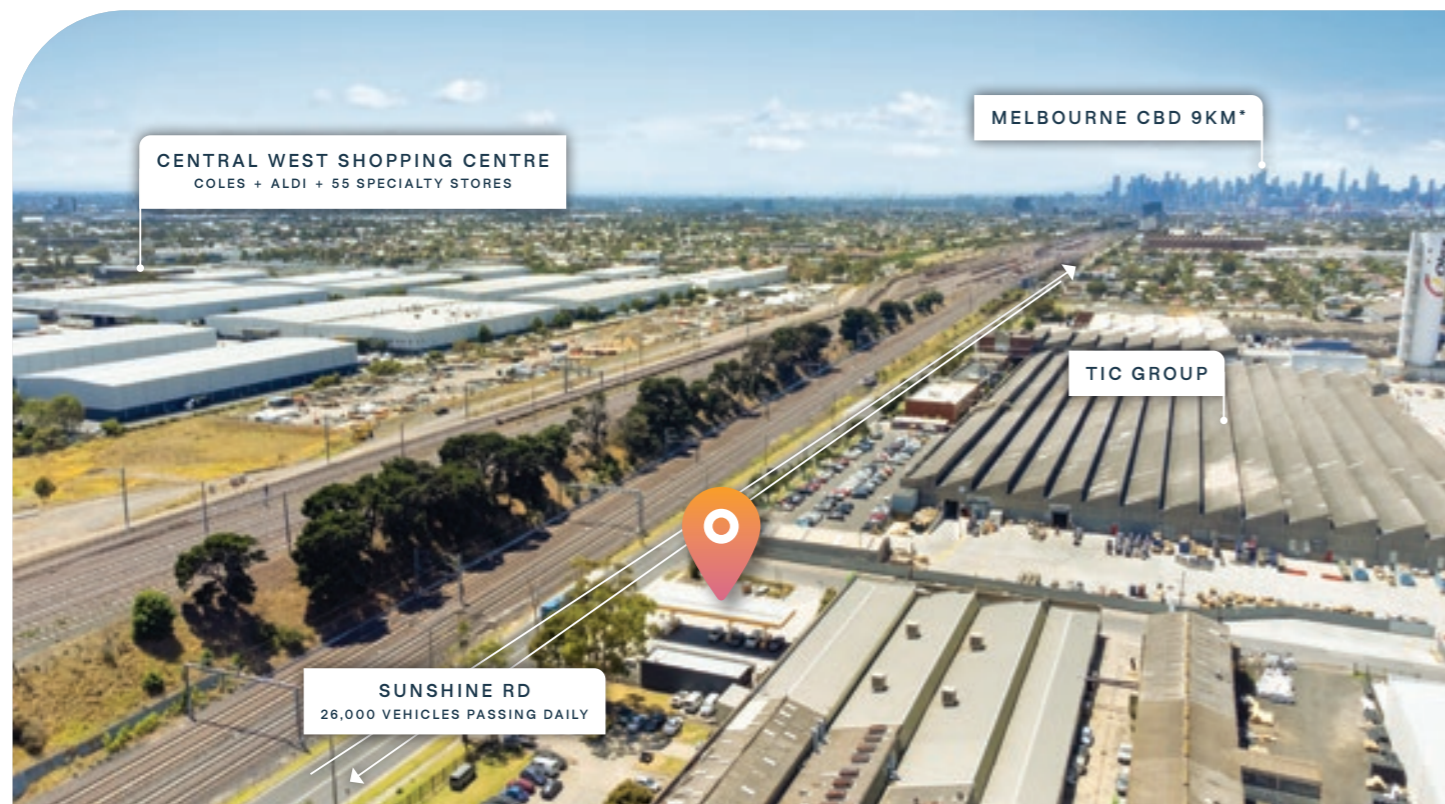 CENTRAL WEST SHOPPING CENTRE
COLES + ALDI + 55 SPECIALTY STORES
MELBOURNE CBD 9KM*
TIC GROUP
SUNSHINE RD
26,000 VEHICLES PASSING DAILY